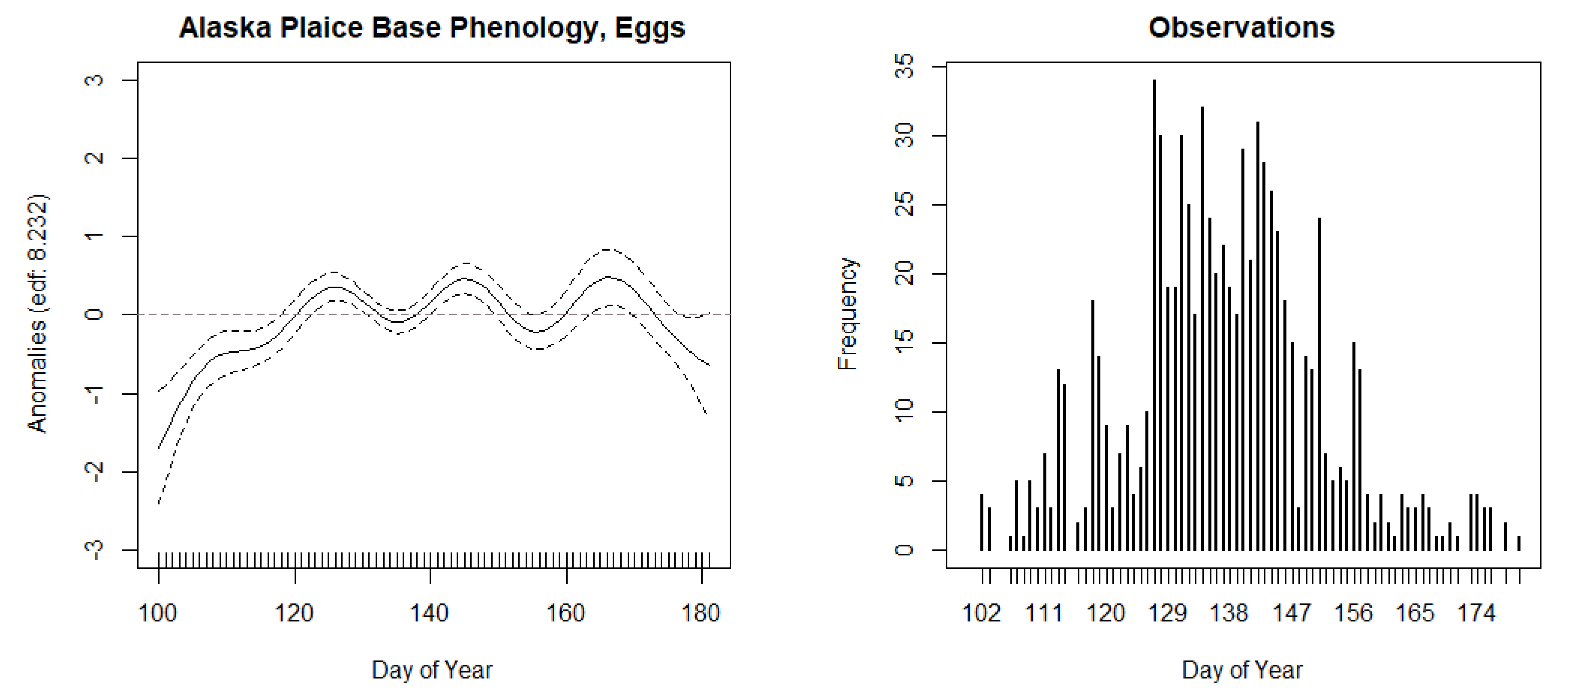 Alaska Plaice Base Phenology, Eggs
Anomalies (edf: 8.232)
3
2
1
0
-1
-2
-3
100 120 140 160 180
Day of Year
Observations
Frequency
35
30
25
20
15
10
5
0
102 111 120 129 138 147 156 165 174
Day of Year